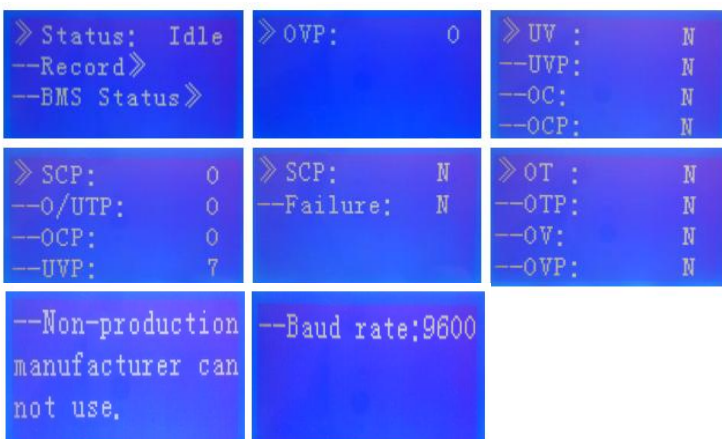 》Status: Idle
--Record》
--BMS Status》
》OVP: 0
》UV : N
--UVP: N
--OC: N
--OCP: N
》SCP: 0
--O/UTP: 0
--OCP: 0
--UVP: 7
》SCP: N
--Failure: N
》OT : N
--OTP: N
--OV: N
--OVP: N
--Non-production
manufacturer can
not use.
--Baud rate:9600